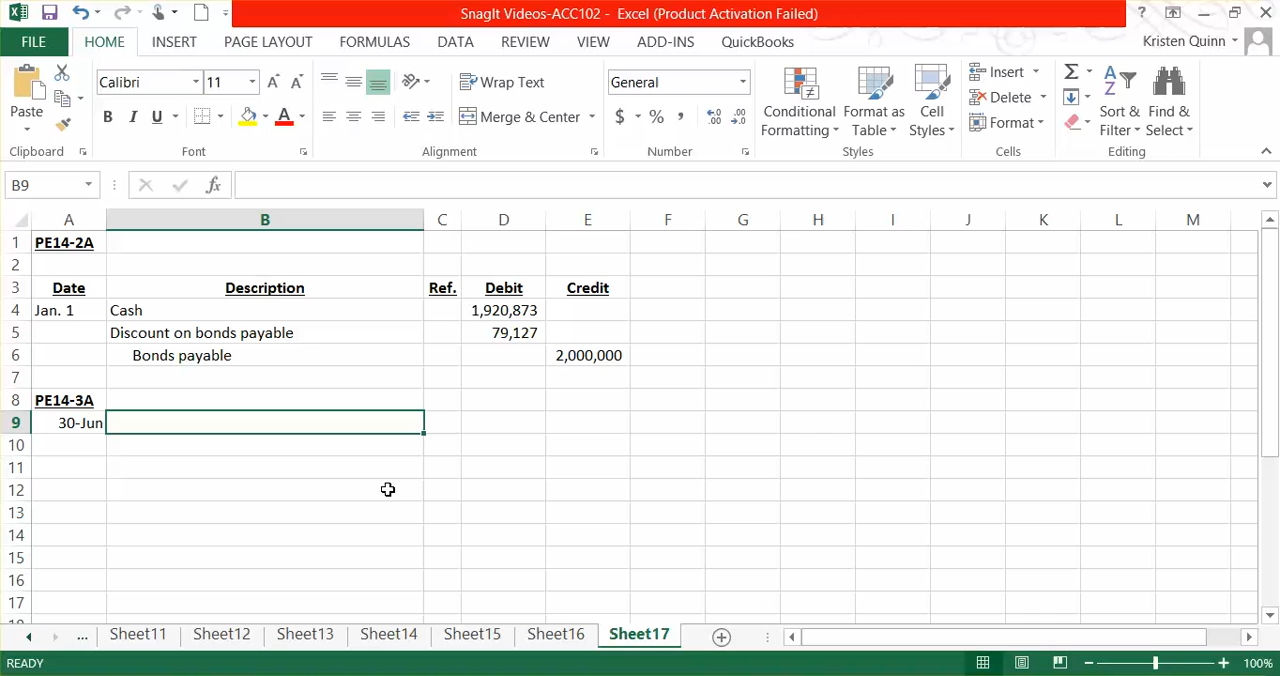 SnagIt Videos-ACC102 - Excel (Product Activation Failed)
FILE HOME INSERT PAGE LAYOUT FORMULAS DATA REVIEW VIEW ADD-INS QuickBooks Kristen Quinn
Calibri 11 Wrap Text General Insert
Paste Merge & Center $ % , Conditional Formatting Format as Table Cell Styles Delete Sort & Filter Find & Select
Format
Clipboard Font Alignment Number Styles Cells Editing
B9 fx
A B C D E F G H I J K L M
1 PE14-2A
2
3 Date Description Ref. Debit Credit
4 Jan. 1 Cash 1,920,873
5 Discount on bonds payable 79,127
6 Bonds payable 2,000,000
7
8 PE14-3A
9 30-Jun
10
11
12
13
14
15
16
17
... Sheet11 Sheet12 Sheet13 Sheet14 Sheet15 Sheet16 Sheet17
READY 100%